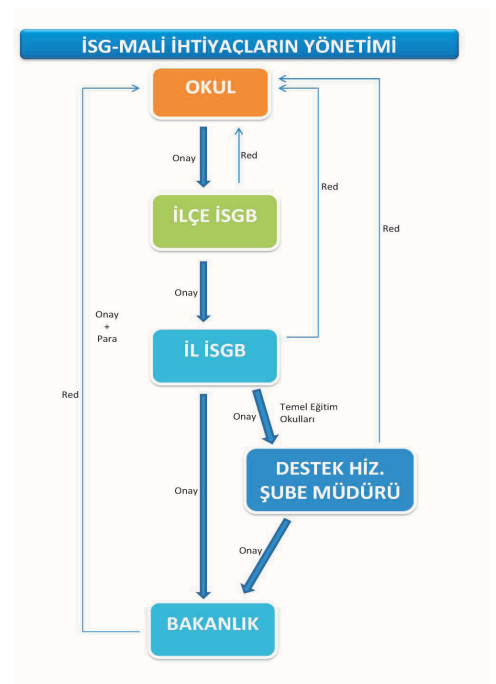 İSG-MALİ İHTİYAÇLARIN YÖNETİMİ
OKUL
Onay
Red
Red
İLÇE İSGB
Red
Onay
Onay
+
Para
İL İSGB
Red
Onay
Temel Eğitim
Okulları
DESTEK HİZ.
ŞUBE MÜDÜRÜ
Onay
Onay
BAKANLIK